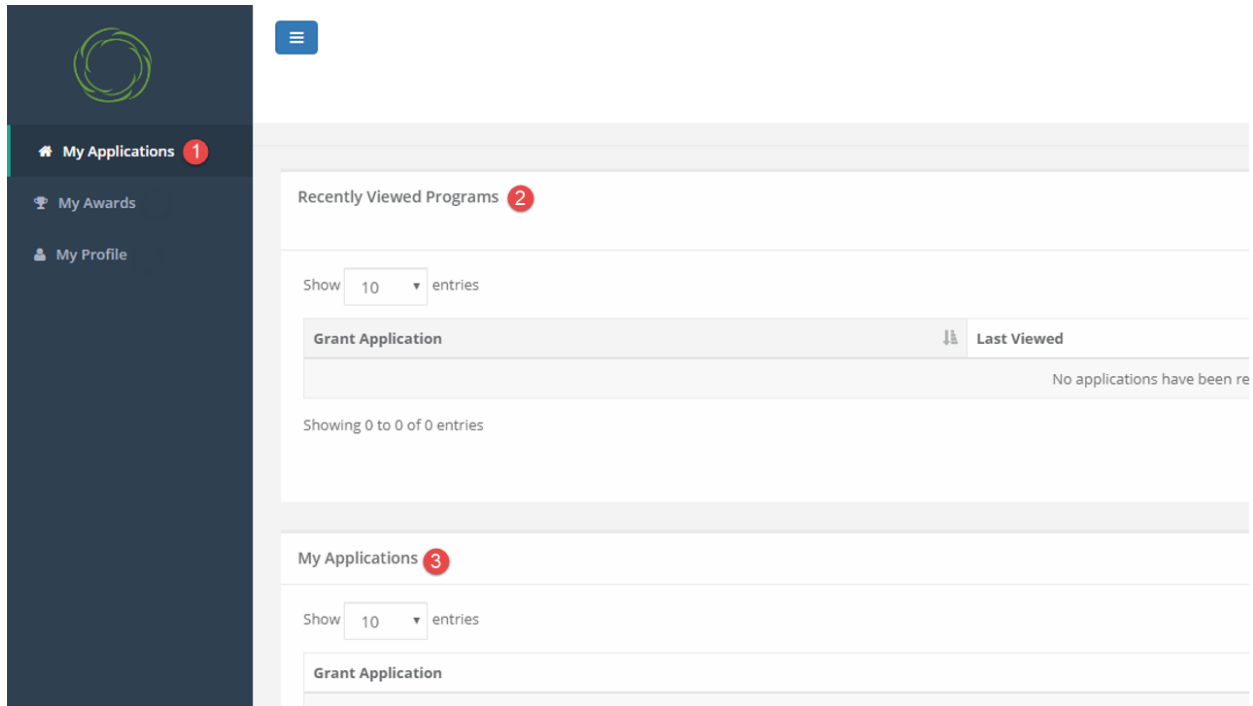 My Applications 1
My Awards
My Profile
Recently Viewed Programs 2
Show 10 entries
Grant Application Last Viewed
No applications have been
Showing 0 to 0 of 0 entries
My Applications 3
Show 10 entries
Grant Application